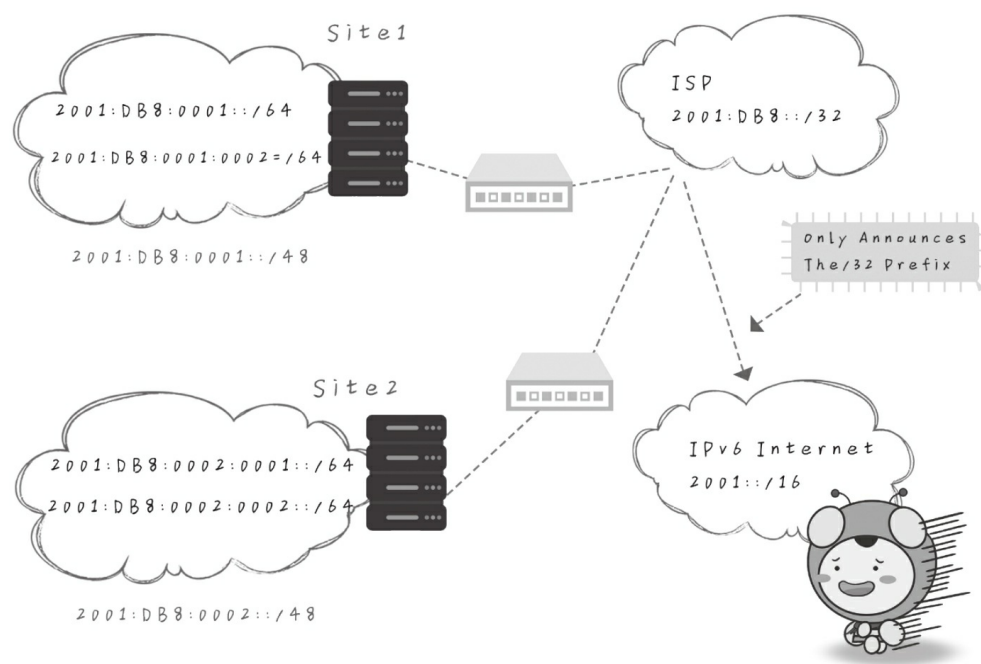 Site1
2001:DB8:0001::/64
2001:DB8:0001:0002=/64
2001:DB8:0001::/48
ISP
2001:DB8::/32
Only Announces
The/32 Prefix
Site2
2001:DB8:0002:0001::/64
2001:DB8:0002:0002::/64
2001:DB8:0002::/48
IPv6 Internet
2001::/16